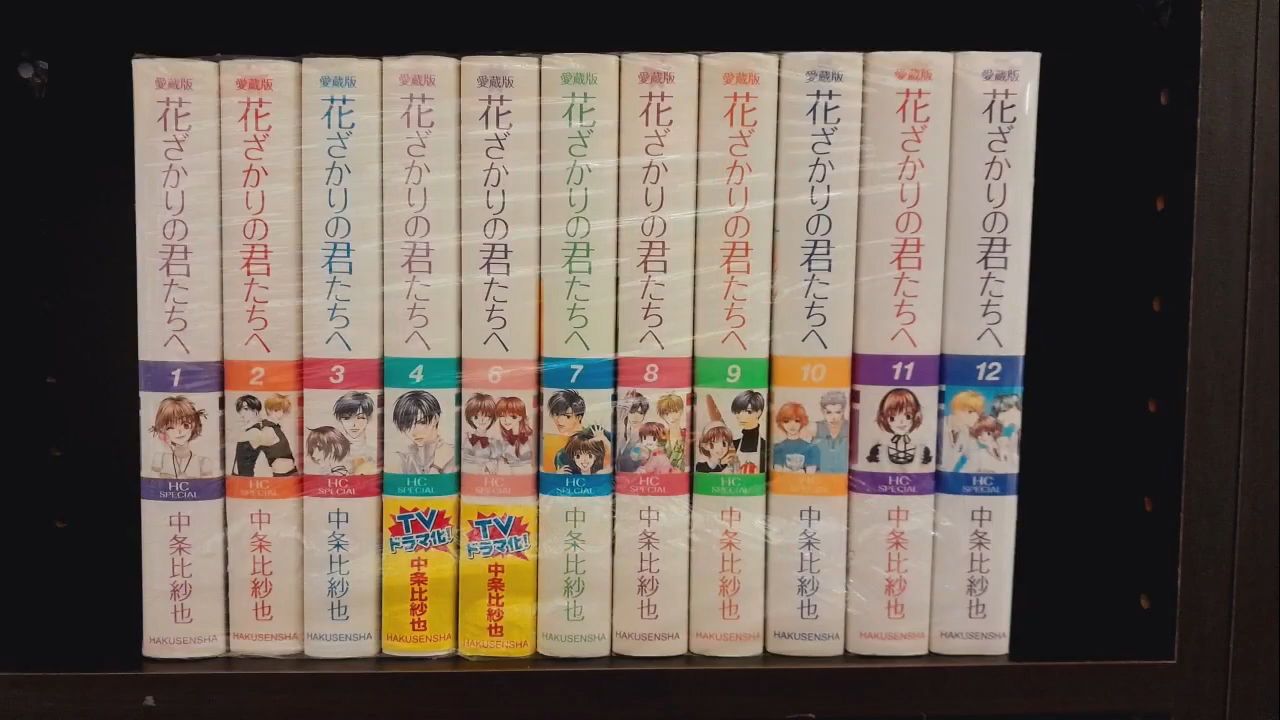 愛蔵版
花ざかりの君たちへ
1
HC
SPECIAL
中条比紗也
HAKUSENSHA
愛蔵版
花ざかりの君たちへ
2
HC
SPECIAL
中条比紗也
HAKUSENSHA
愛蔵版
花ざかりの君たちへ
3
HC
SPECIAL
中条比紗也
HAKUSENSHA
愛蔵版
花ざかりの君たちへ
4
HC
SPECIAL
TV
ドラマ化!
中条比紗也
HAKUSENSHA
愛蔵版
花ざかりの君たちへ
6
HC
SPECIAL
TV
ドラマ化!
中条比紗也
HAKUSENSHA
愛蔵版
花ざかりの君たちへ
7
HC
SPECIAL
中条比紗也
HAKUSENSHA
愛蔵版
花ざかりの君たちへ
8
HC
SPECIAL
中条比紗也
HAKUSENSHA
愛蔵版
花ざかりの君たちへ
9
HC
SPECIAL
中条比紗也
HAKUSENSHA
愛蔵版
花ざかりの君たちへ
10
HC
SPECIAL
中条比紗也
HAKUSENSHA
愛蔵版
花ざかりの君たちへ
11
HC
SPECIAL
中条比紗也
HAKUSENSHA
愛蔵版
花ざかりの君たちへ
12
HC
SPECIAL
中条比紗也
HAKUSENSHA